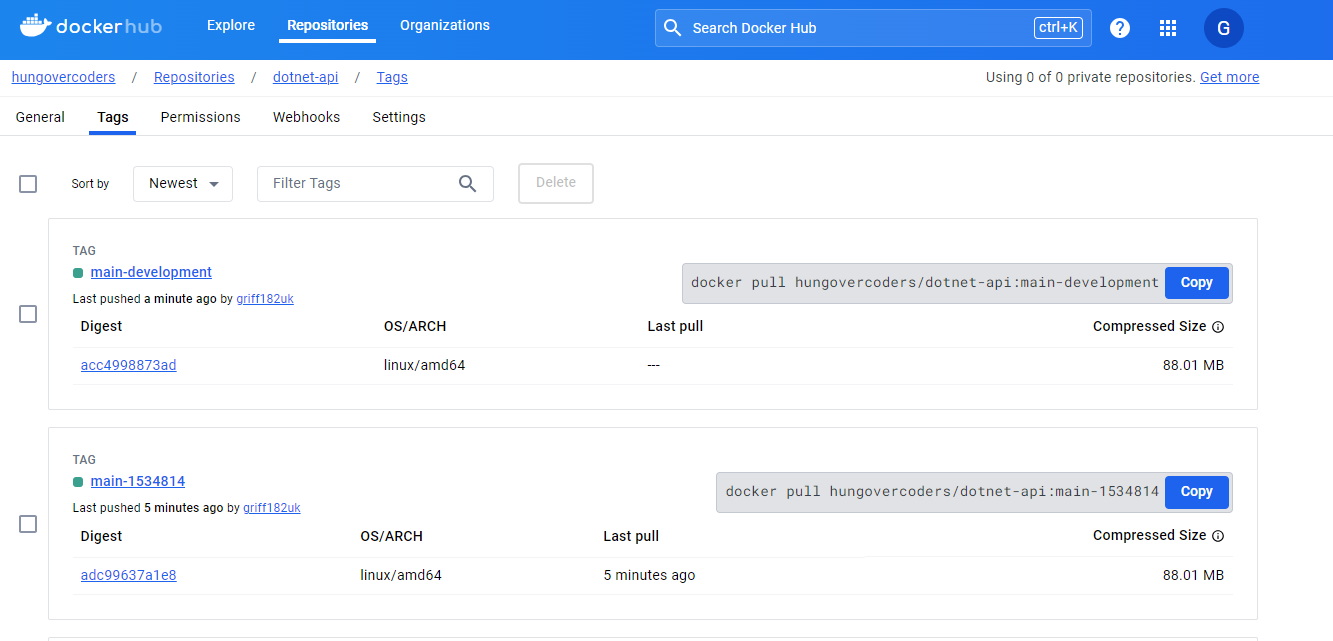 dockerhub Explore Repositories Organizations Search Docker Hub ctrl+K ? G
hungovercoders / Repositories / dotnet-api / Tags Using 0 of 0 private repositories. Get more
General Tags Permissions Webhooks Settings
Sort by Newest Filter Tags Delete
TAG
main-development
docker pull hungovercoders/dotnet-api:main-development Copy
Last pushed a minute ago by griff182uk
Digest OS/ARCH Last pull Compressed Size
acc4998873ad linux/amd64 --- 88.01 MB
TAG
main-1534814
docker pull hungovercoders/dotnet-api:main-1534814 Copy
Last pushed 5 minutes ago by griff182uk
Digest OS/ARCH Last pull Compressed Size
adc99637a1e8 linux/amd64 5 minutes ago 88.01 MB